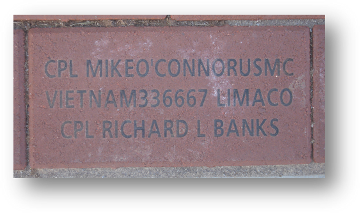 CPL MIKEO'CONNORUSMC
VIETNAM336667 LIMACO
CPL RICHARD L BANKS